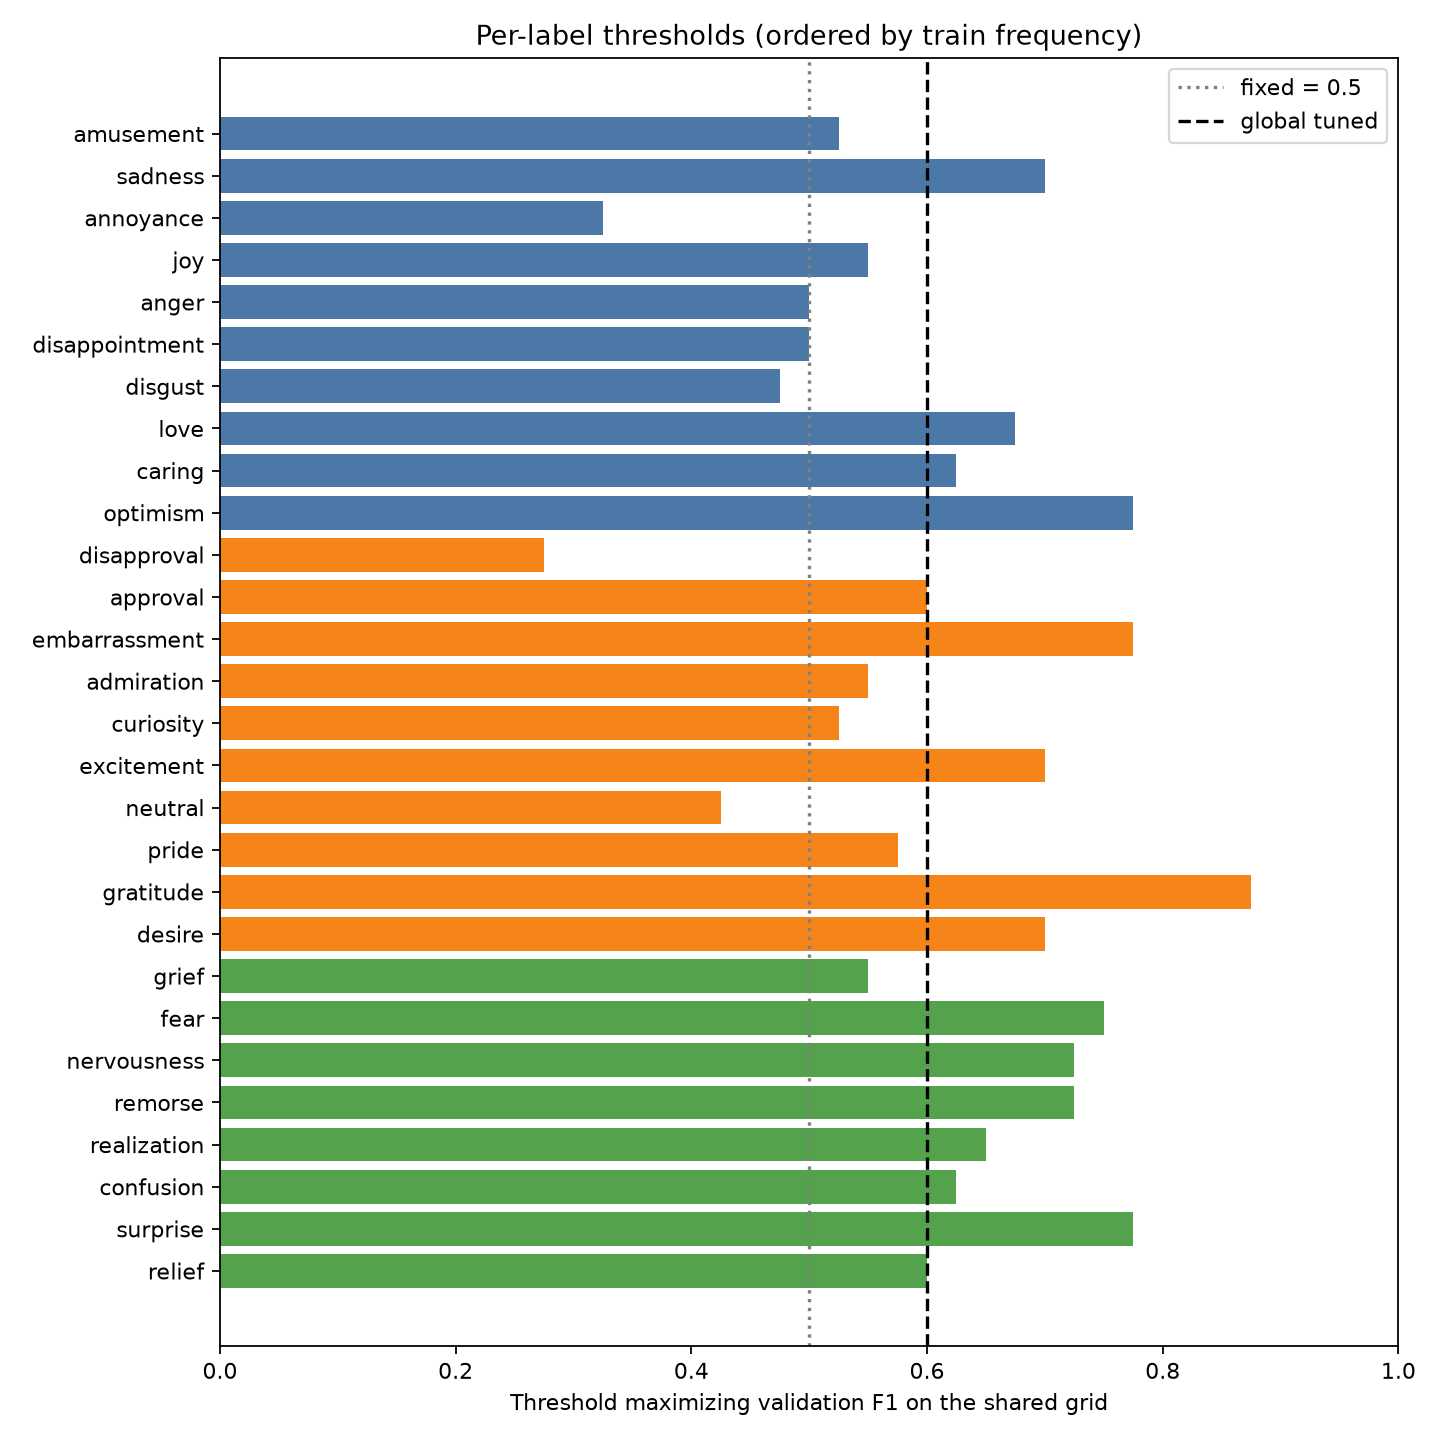 Per-label thresholds (ordered by train frequency)
fixed = 0.5
global tuned
amusement
sadness
annoyance
joy
anger
disappointment
disgust
love
caring
optimism
disapproval
approval
embarrassment
admiration
curiosity
excitement
neutral
pride
gratitude
desire
grief
fear
nervousness
remorse
realization
confusion
surprise
relief
0.0 0.2 0.4 0.6 0.8 1.0
Threshold maximizing validation F1 on the shared grid